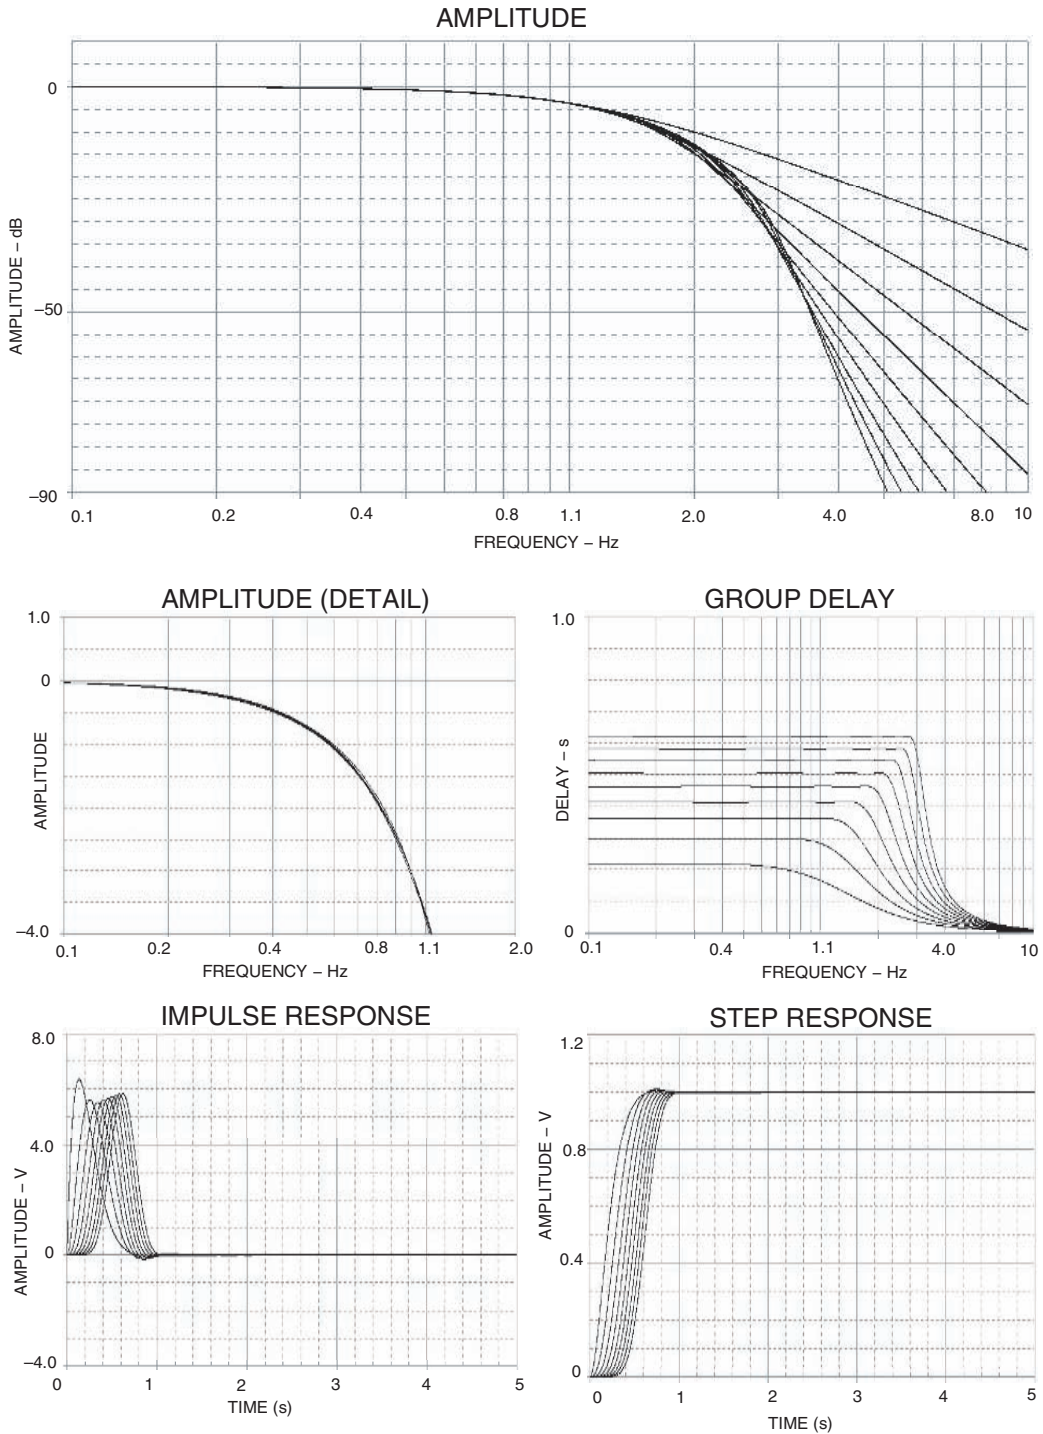 AMPLITUDE
0
–50
–90
AMPLITUDE – dB
0.1 0.2 0.4 0.8 1.1 2.0 4.0 8.0 10
FREQUENCY – Hz
AMPLITUDE (DETAIL)
1.0
0
–4.0
AMPLITUDE
0.1 0.2 0.4 0.8 1.1 2.0
FREQUENCY – Hz
GROUP DELAY
1.0
0
DELAY – s
0.1 0.4 1.1 4.0 10
FREQUENCY – Hz
IMPULSE RESPONSE
8.0
4.0
0
–4.0
AMPLITUDE – V
0 1 2 3 4 5
TIME (s)
STEP RESPONSE
1.2
0.8
0.4
0
AMPLITUDE – V
0 1 2 3 4 5
TIME (s)